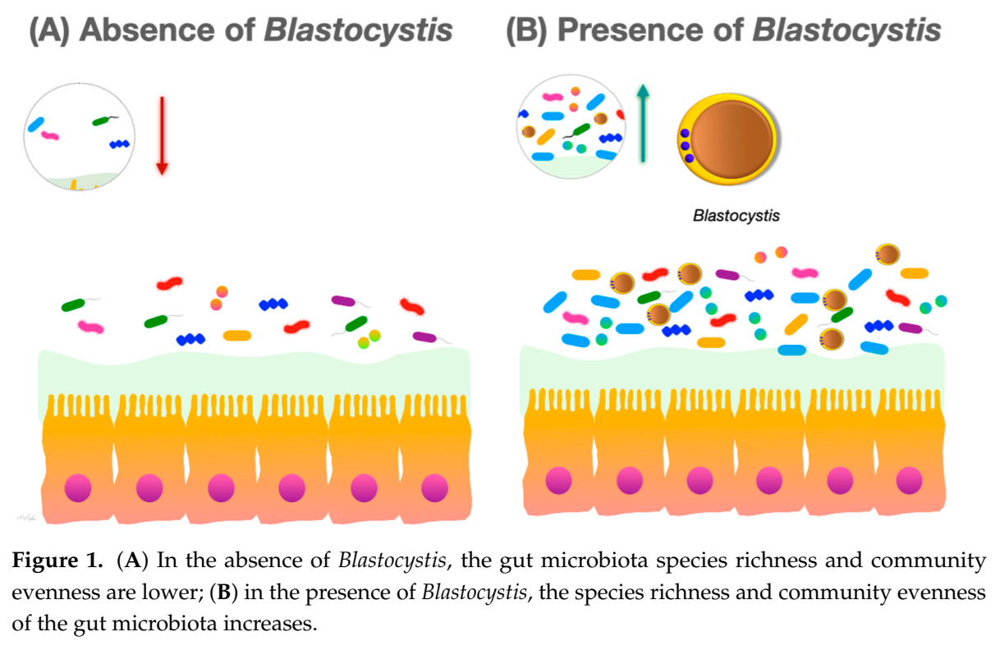 (A) Absence of Blastocystis
(B) Presence of Blastocystis
Blastocystis
Figure 1. (A) In the absence of Blastocystis, the gut microbiota species richness and community
evenness are lower; (B) in the presence of Blastocystis, the species richness and community evenness
of the gut microbiota increases.